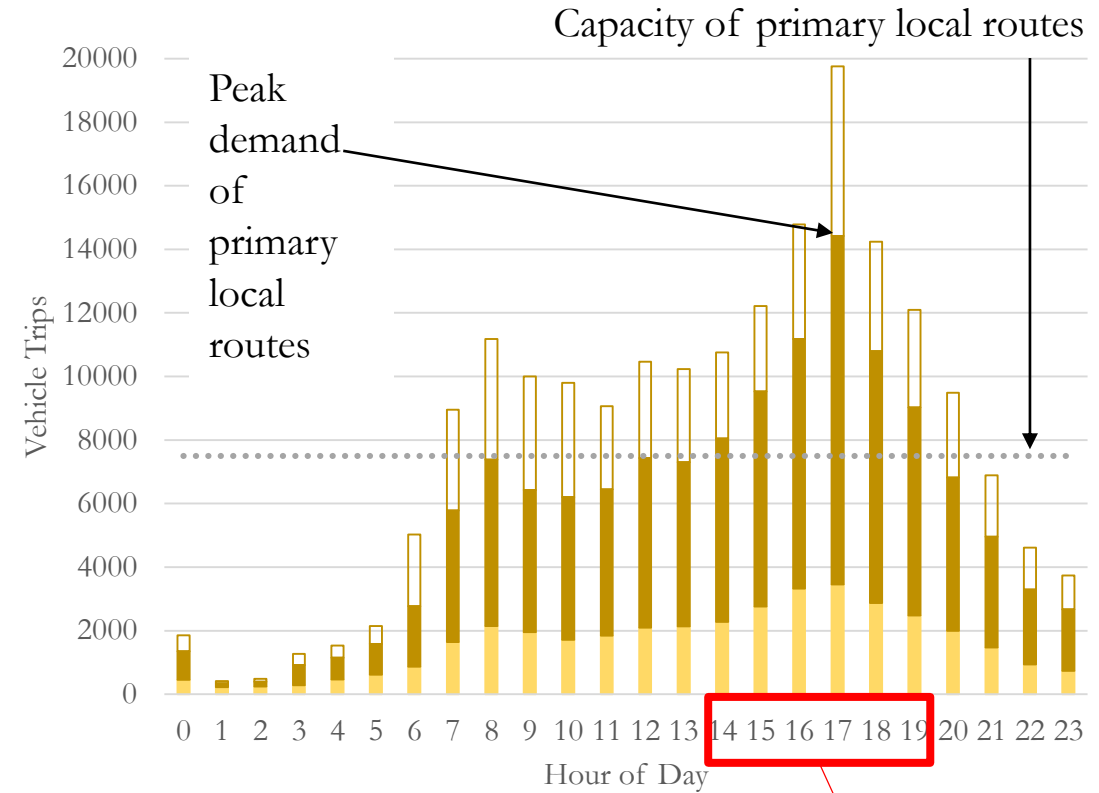 Capacity of primary local routes
Peak
demand
of
primary
local
routes
20000
18000
16000
14000
12000
10000
8000
6000
4000
2000
0
Vehicle Trips
0 1 2 3 4 5 6 7 8 9 10 11 12 13 14 15 16 17 18 19 20 21 22 23
Hour of Day